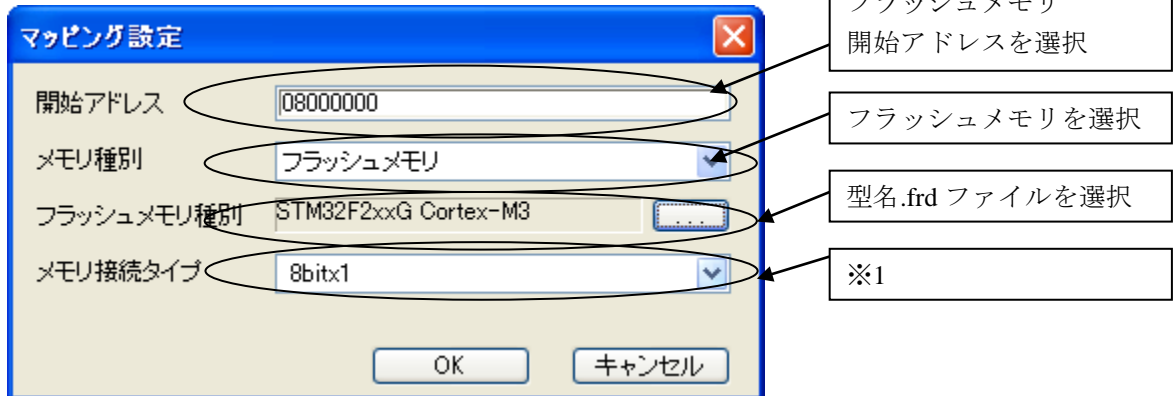 マッピング設定
フラッシュメモリ
開始アドレスを選択
開始アドレス
08000000
フラッシュメモリを選択
メモリ種別
フラッシュメモリ
型名.frd ファイルを選択
フラッシュメモリ種別
STM32F2xxG Cortex-M3
...
メモリ接続タイプ
8bitx1
※1
OK
キャンセル